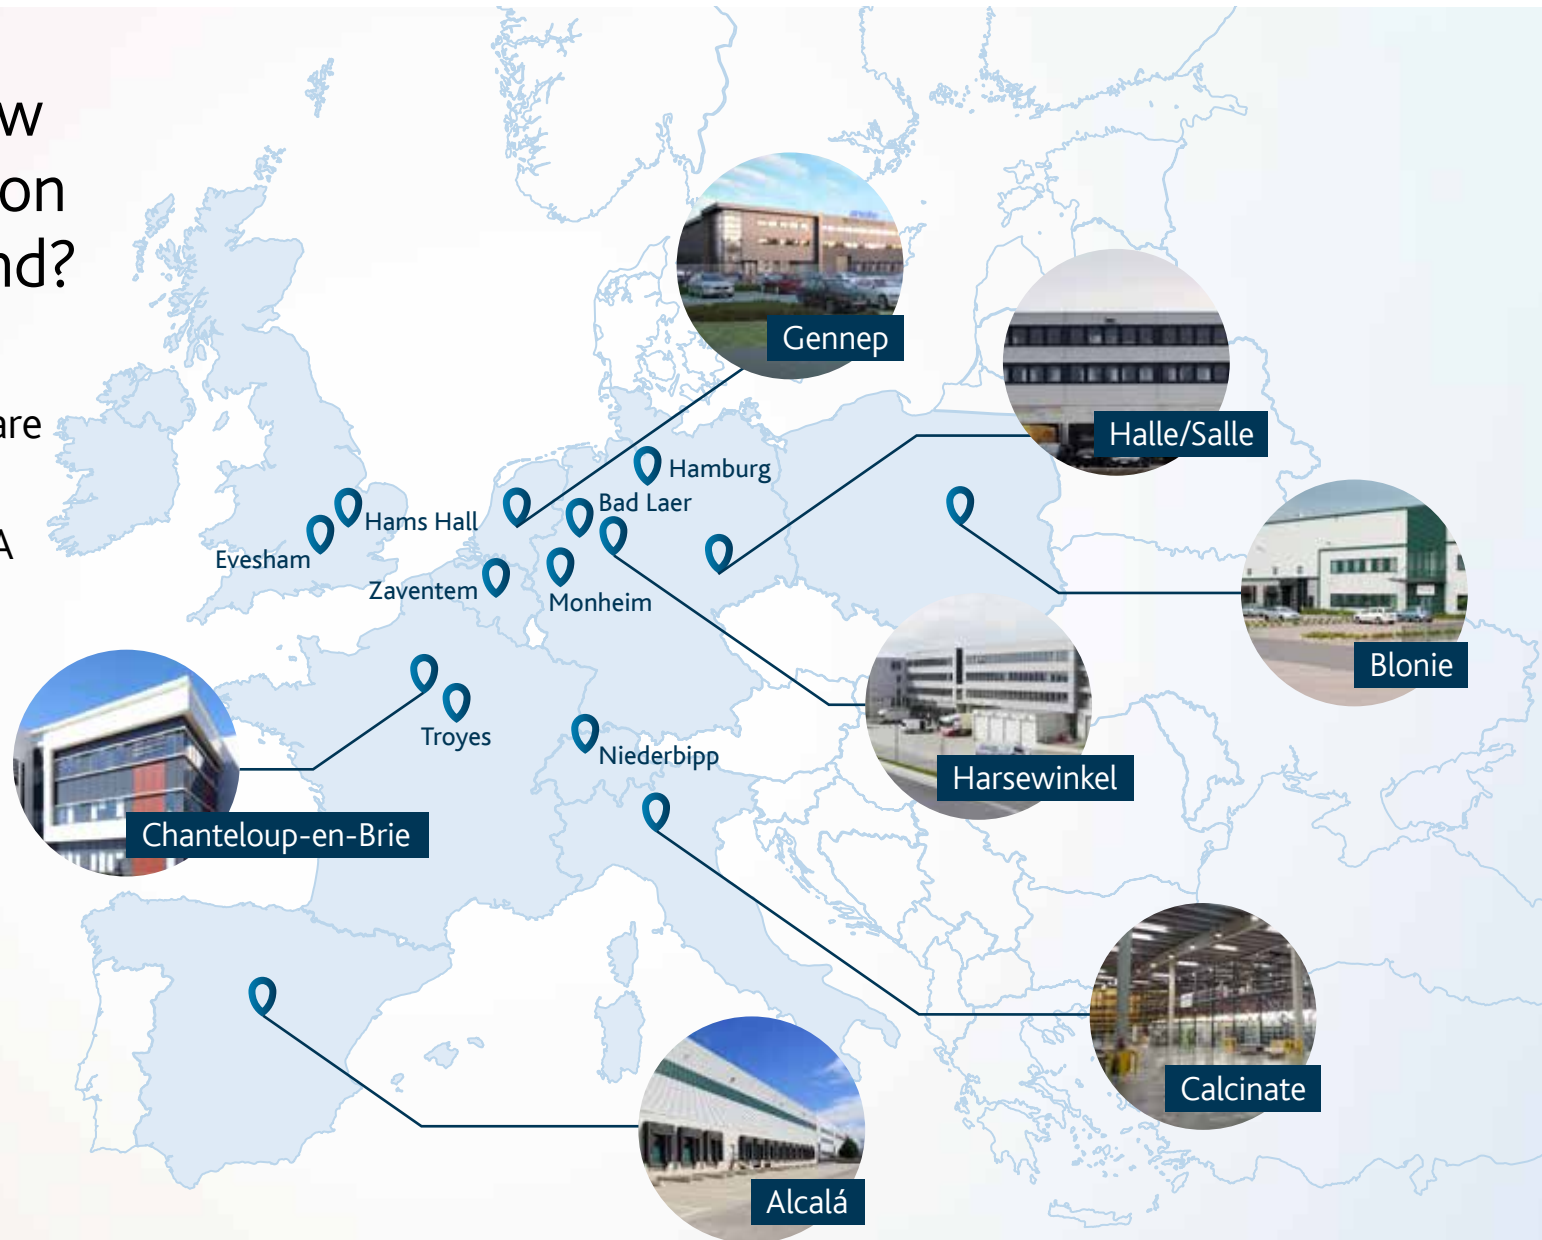 w
on
nd?
are
A
Gennep
Halle/Salle
Hamburg
Bad Laer
Hams Hall
Evesham
Zaventem
Monheim
Blonie
Troyes
Niederbipp
Harsewinkel
Chanteloup-en-Brie
Calcinate
Alcalá